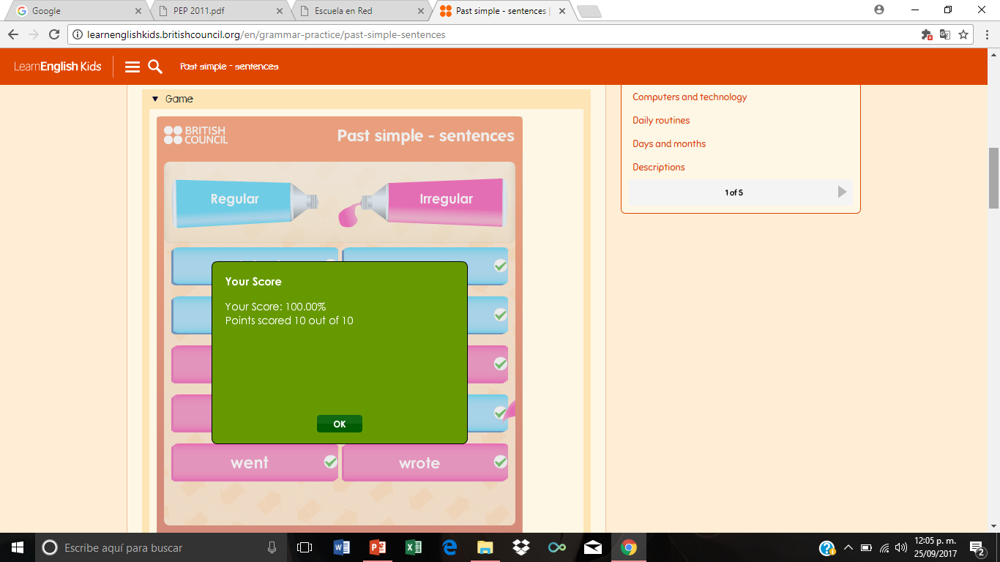 Google
PEP 2011.pdf
Escuela en Red
Past simple - sentences |
learnenglishkids.britishcouncil.org/en/grammar-practice/past-simple-sentences
LearnEnglish Kids
Past simple - sentences
Game
BRITISH
COUNCIL
Past simple - sentences
Regular
Irregular
Your Score
Your Score: 100.00%
Points scored 10 out of 10
OK
went
wrote
Computers and technology
Daily routines
Days and months
Descriptions
1 of 5
Escribe aquí para buscar
12:05 p. m.
25/09/2017
2